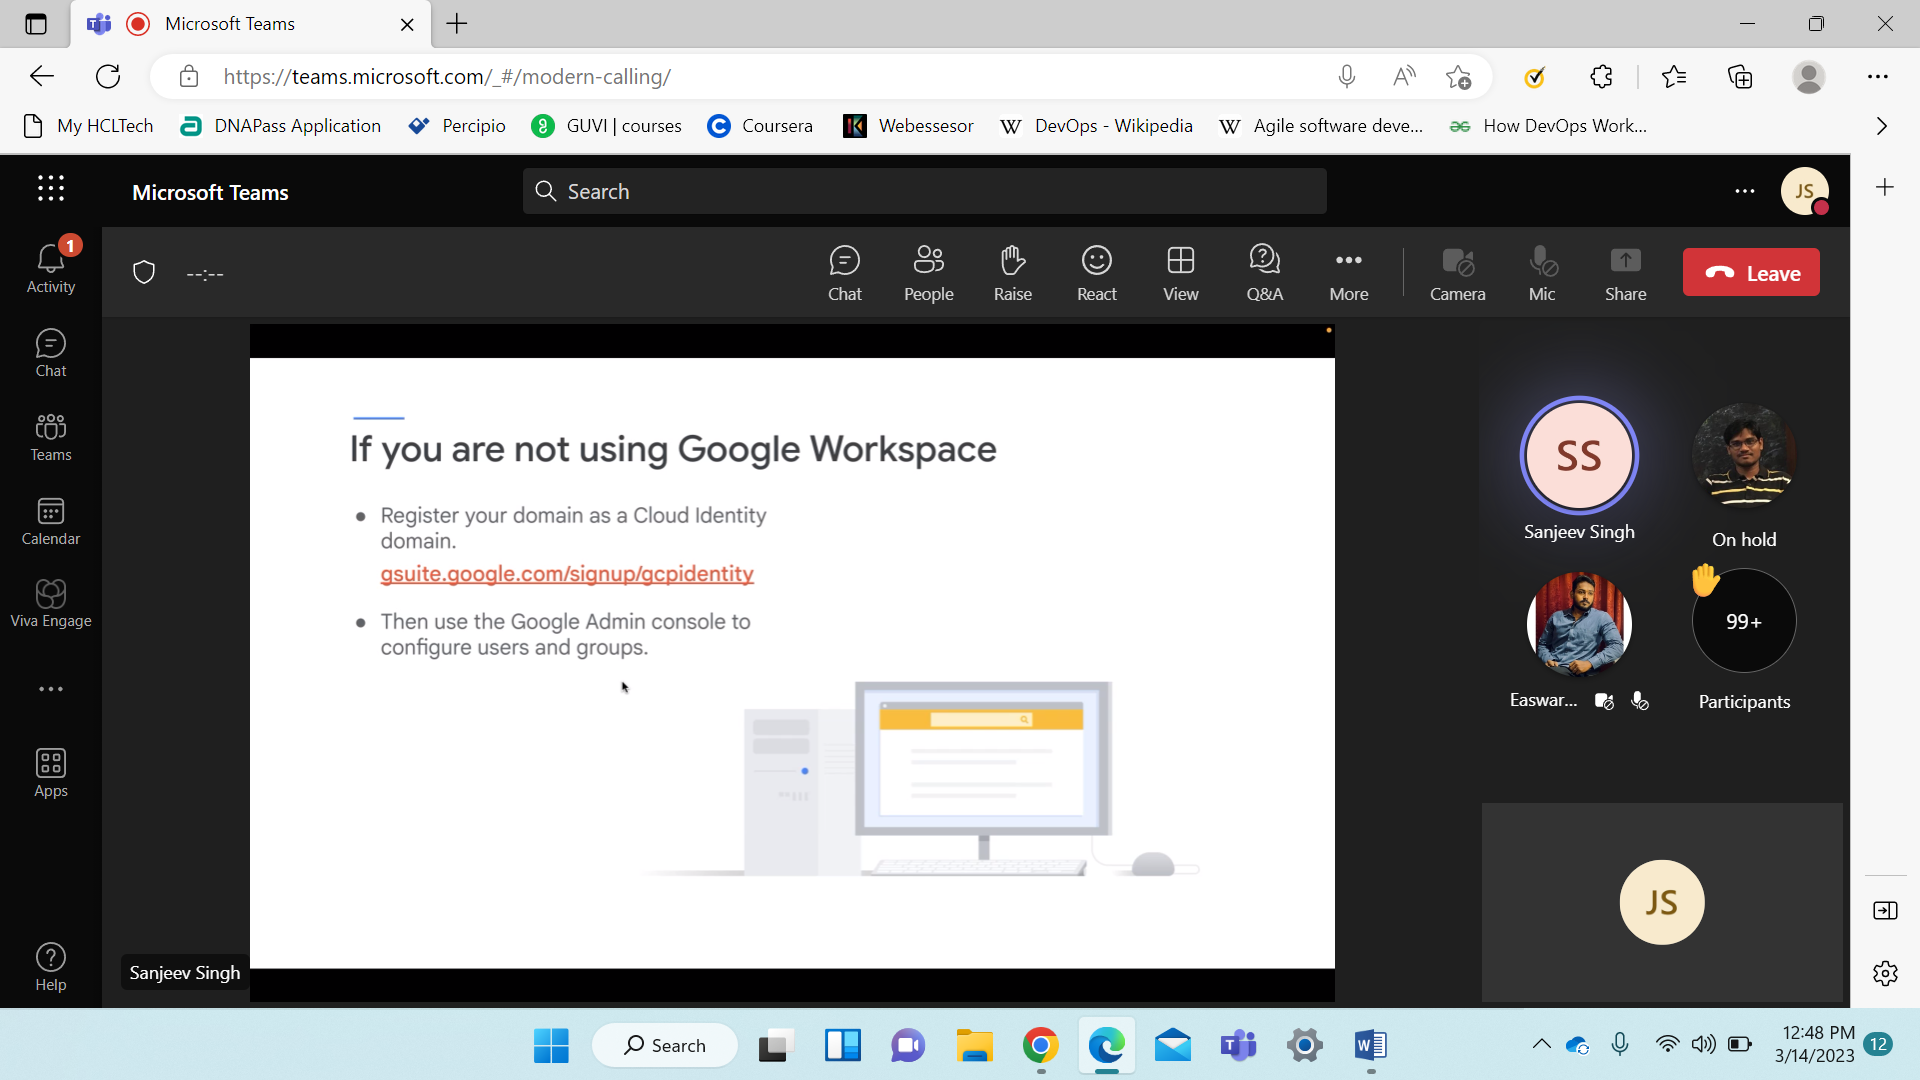 Microsoft Teams
https://teams.microsoft.com/_#/modern-calling/
My HCLTech
DNAPass Application
Percipio
GUVI | courses
Coursera
Webessesor
DevOps - Wikipedia
Agile software deve...
How DevOps Work...
Microsoft Teams
Search
JS
1
Activity
--:--
Chat
People
Raise
React
View
Q&A
More
Camera
Mic
Share
Leave
Chat
Teams
Calendar
Viva Engage
Apps
Help
If you are not using Google Workspace
Register your domain as a Cloud Identity
domain.
gsuite.google.com/signup/gcpidentity
Then use the Google Admin console to
configure users and groups.
SS
Sanjeev Singh
On hold
Easwar...
99+
Participants
JS
Sanjeev Singh
Search
12:48 PM
3/14/2023
12